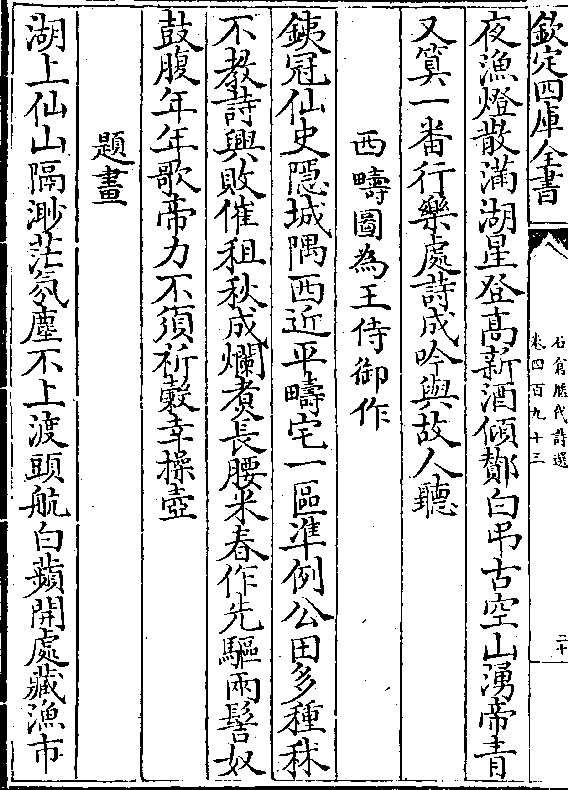 欽定四庫全書
石倉歷代詩選
卷四百九十三
二十
夜漁燈散滿湖星登高新酒傾鄰白弔古空山湧帝青
又算一番行樂處詩成吟與故人聽
西疇圖為王侍御作
鐵冠仙史隱城隅西近平疇宅一區準例公田多種秫
不教詩興敗催租秋成爛煮長腰米春作先驅兩髻奴
鼓腹年年歌帝力不須祈穀幸操壺
題畫
湖上仙山隔渺茫氛塵不上渡頭航白蘋開處藏漁市